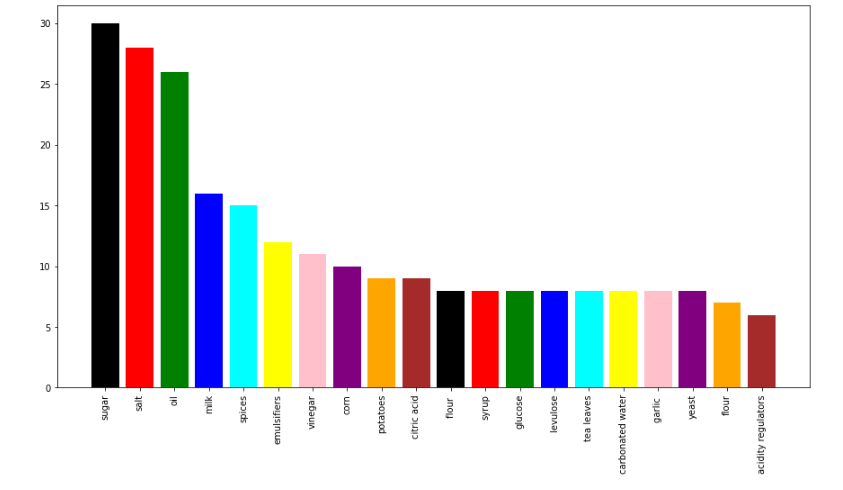 30
25
20
15
10
5
0
sugar
salt
oil
milk
spices
emulsifiers
vinegar
corn
potatoes
citric acid
flour
syrup
glucose
levulose
tea leaves
carbonated water
garlic
yeast
flour
acidity regulators